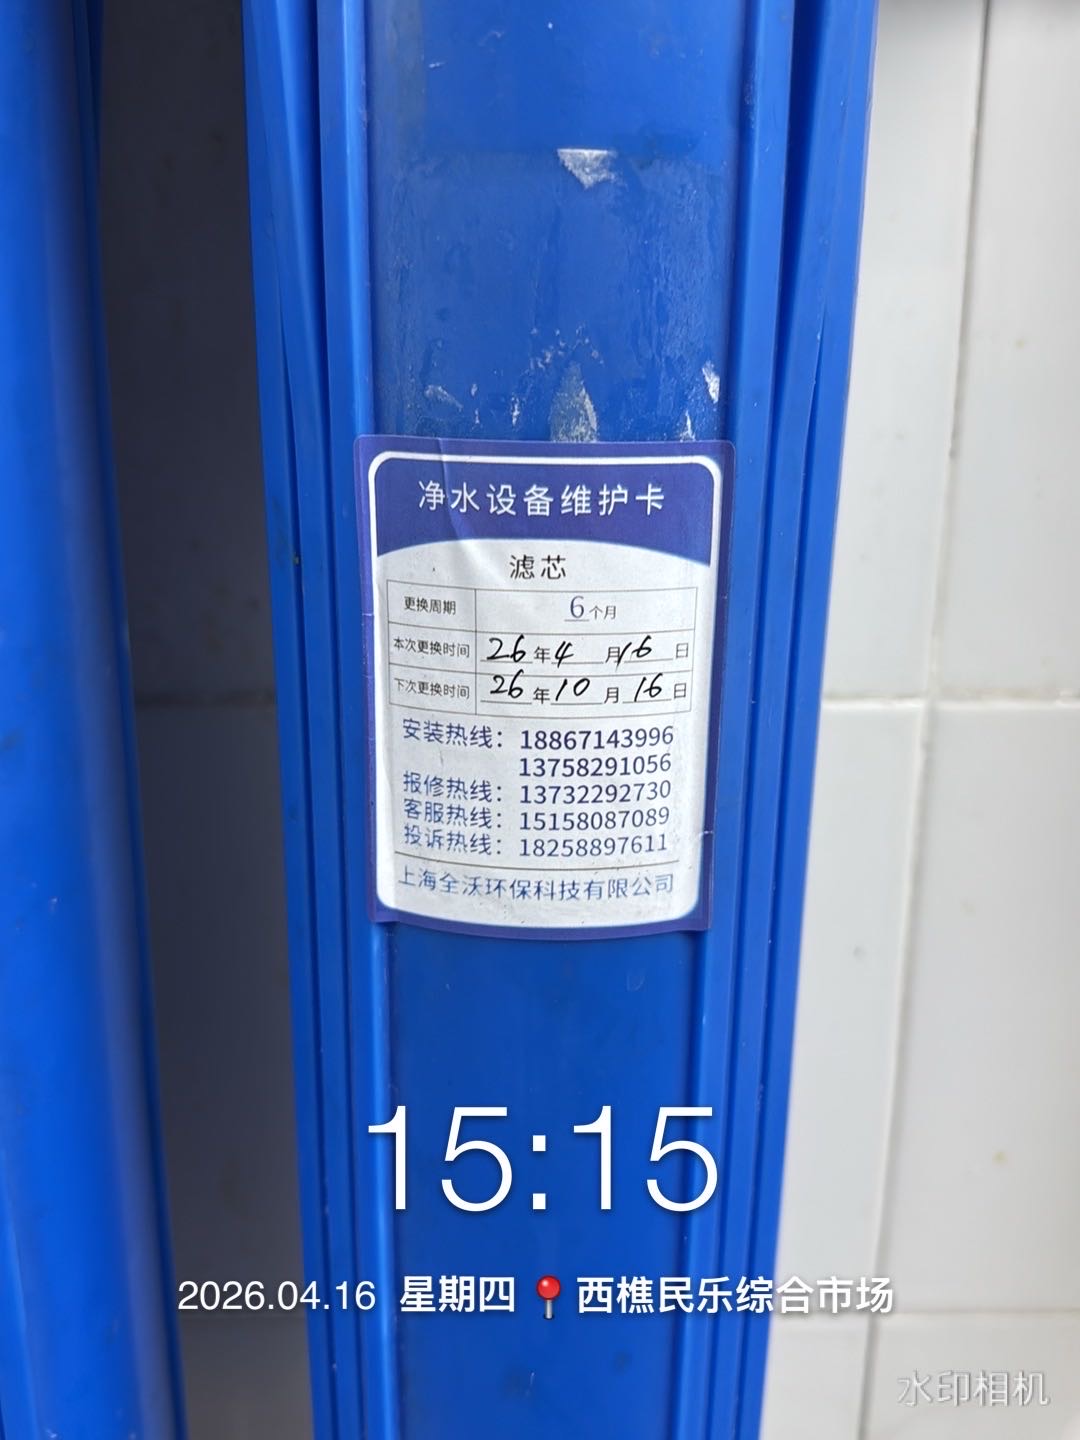 净水设备维护卡
滤芯
更换周期 6个月
本次更换时间 26年4月16日
下次更换时间 26年10月16日
安装热线：18867143996
13758291056
报修热线：13732292730
客服热线：15158087089
投诉热线：18258897611
上海全沃环保科技有限公司
15:15
2026.04.16 星期四 📍西樵民乐综合市场
水印相机